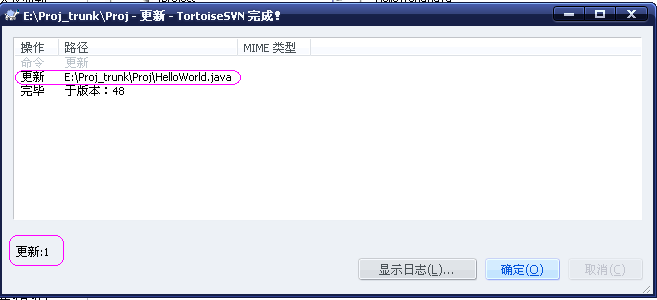 E:\Proj_trunk\Proj - 更新 - TortoiseSVN 完成!
操作 路径 MIME 类型
命令 更新
更新 E:\Proj_trunk\Proj\HelloWorld.java
完毕 于版本：48
更新:1
显示日志(L)... 确定(O) 取消(C)